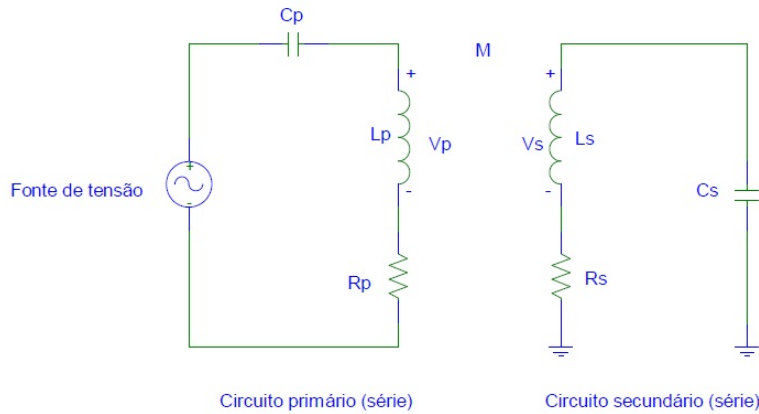 Cp
M
+
+
Lp
Vp
Vs
Ls
Fonte de tensão
+
-
Cs
-
-
Rp
Rs
Circuito primário (série)
Circuito secundário (série)